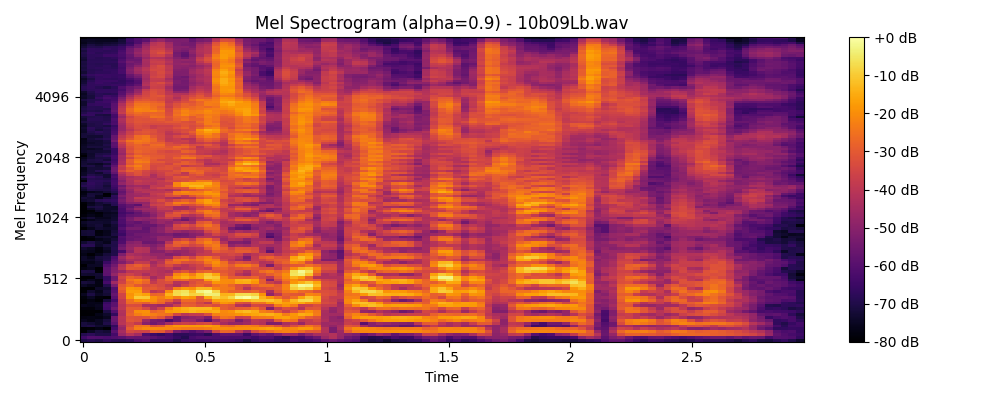 Mel Spectrogram (alpha=0.9) - 10b09Lb.wav
Mel Frequency
4096
2048
1024
512
0
0
0.5
1
1.5
2
2.5
Time
+0 dB
-10 dB
-20 dB
-30 dB
-40 dB
-50 dB
-60 dB
-70 dB
-80 dB